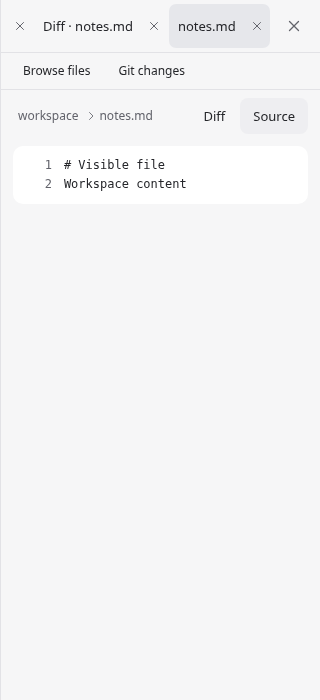 Diff · notes.md notes.md
Browse files Git changes
workspace notes.md Diff Source
1 # Visible file
2 Workspace content